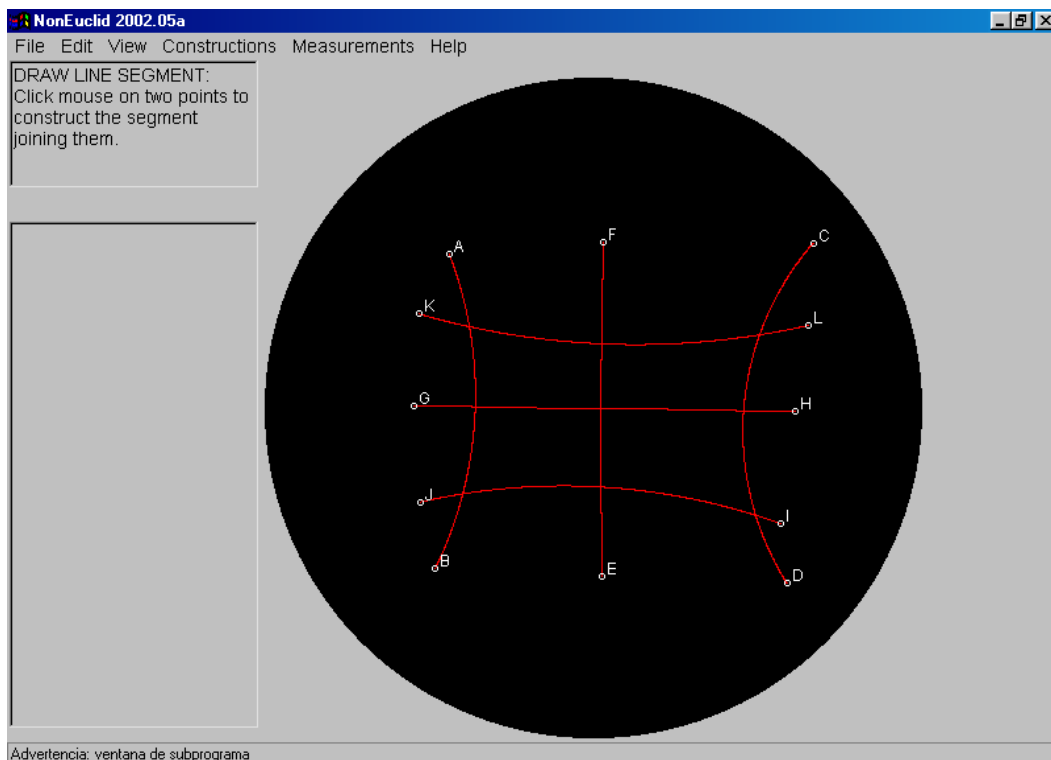 NonEuclid 2002.05a
File Edit View Constructions Measurements Help
DRAW LINE SEGMENT:
Click mouse on two points to
construct the segment
joining them.
F
C
A
K
L
G
H
J
I
B
E
D
Advertencia: ventana de subprograma